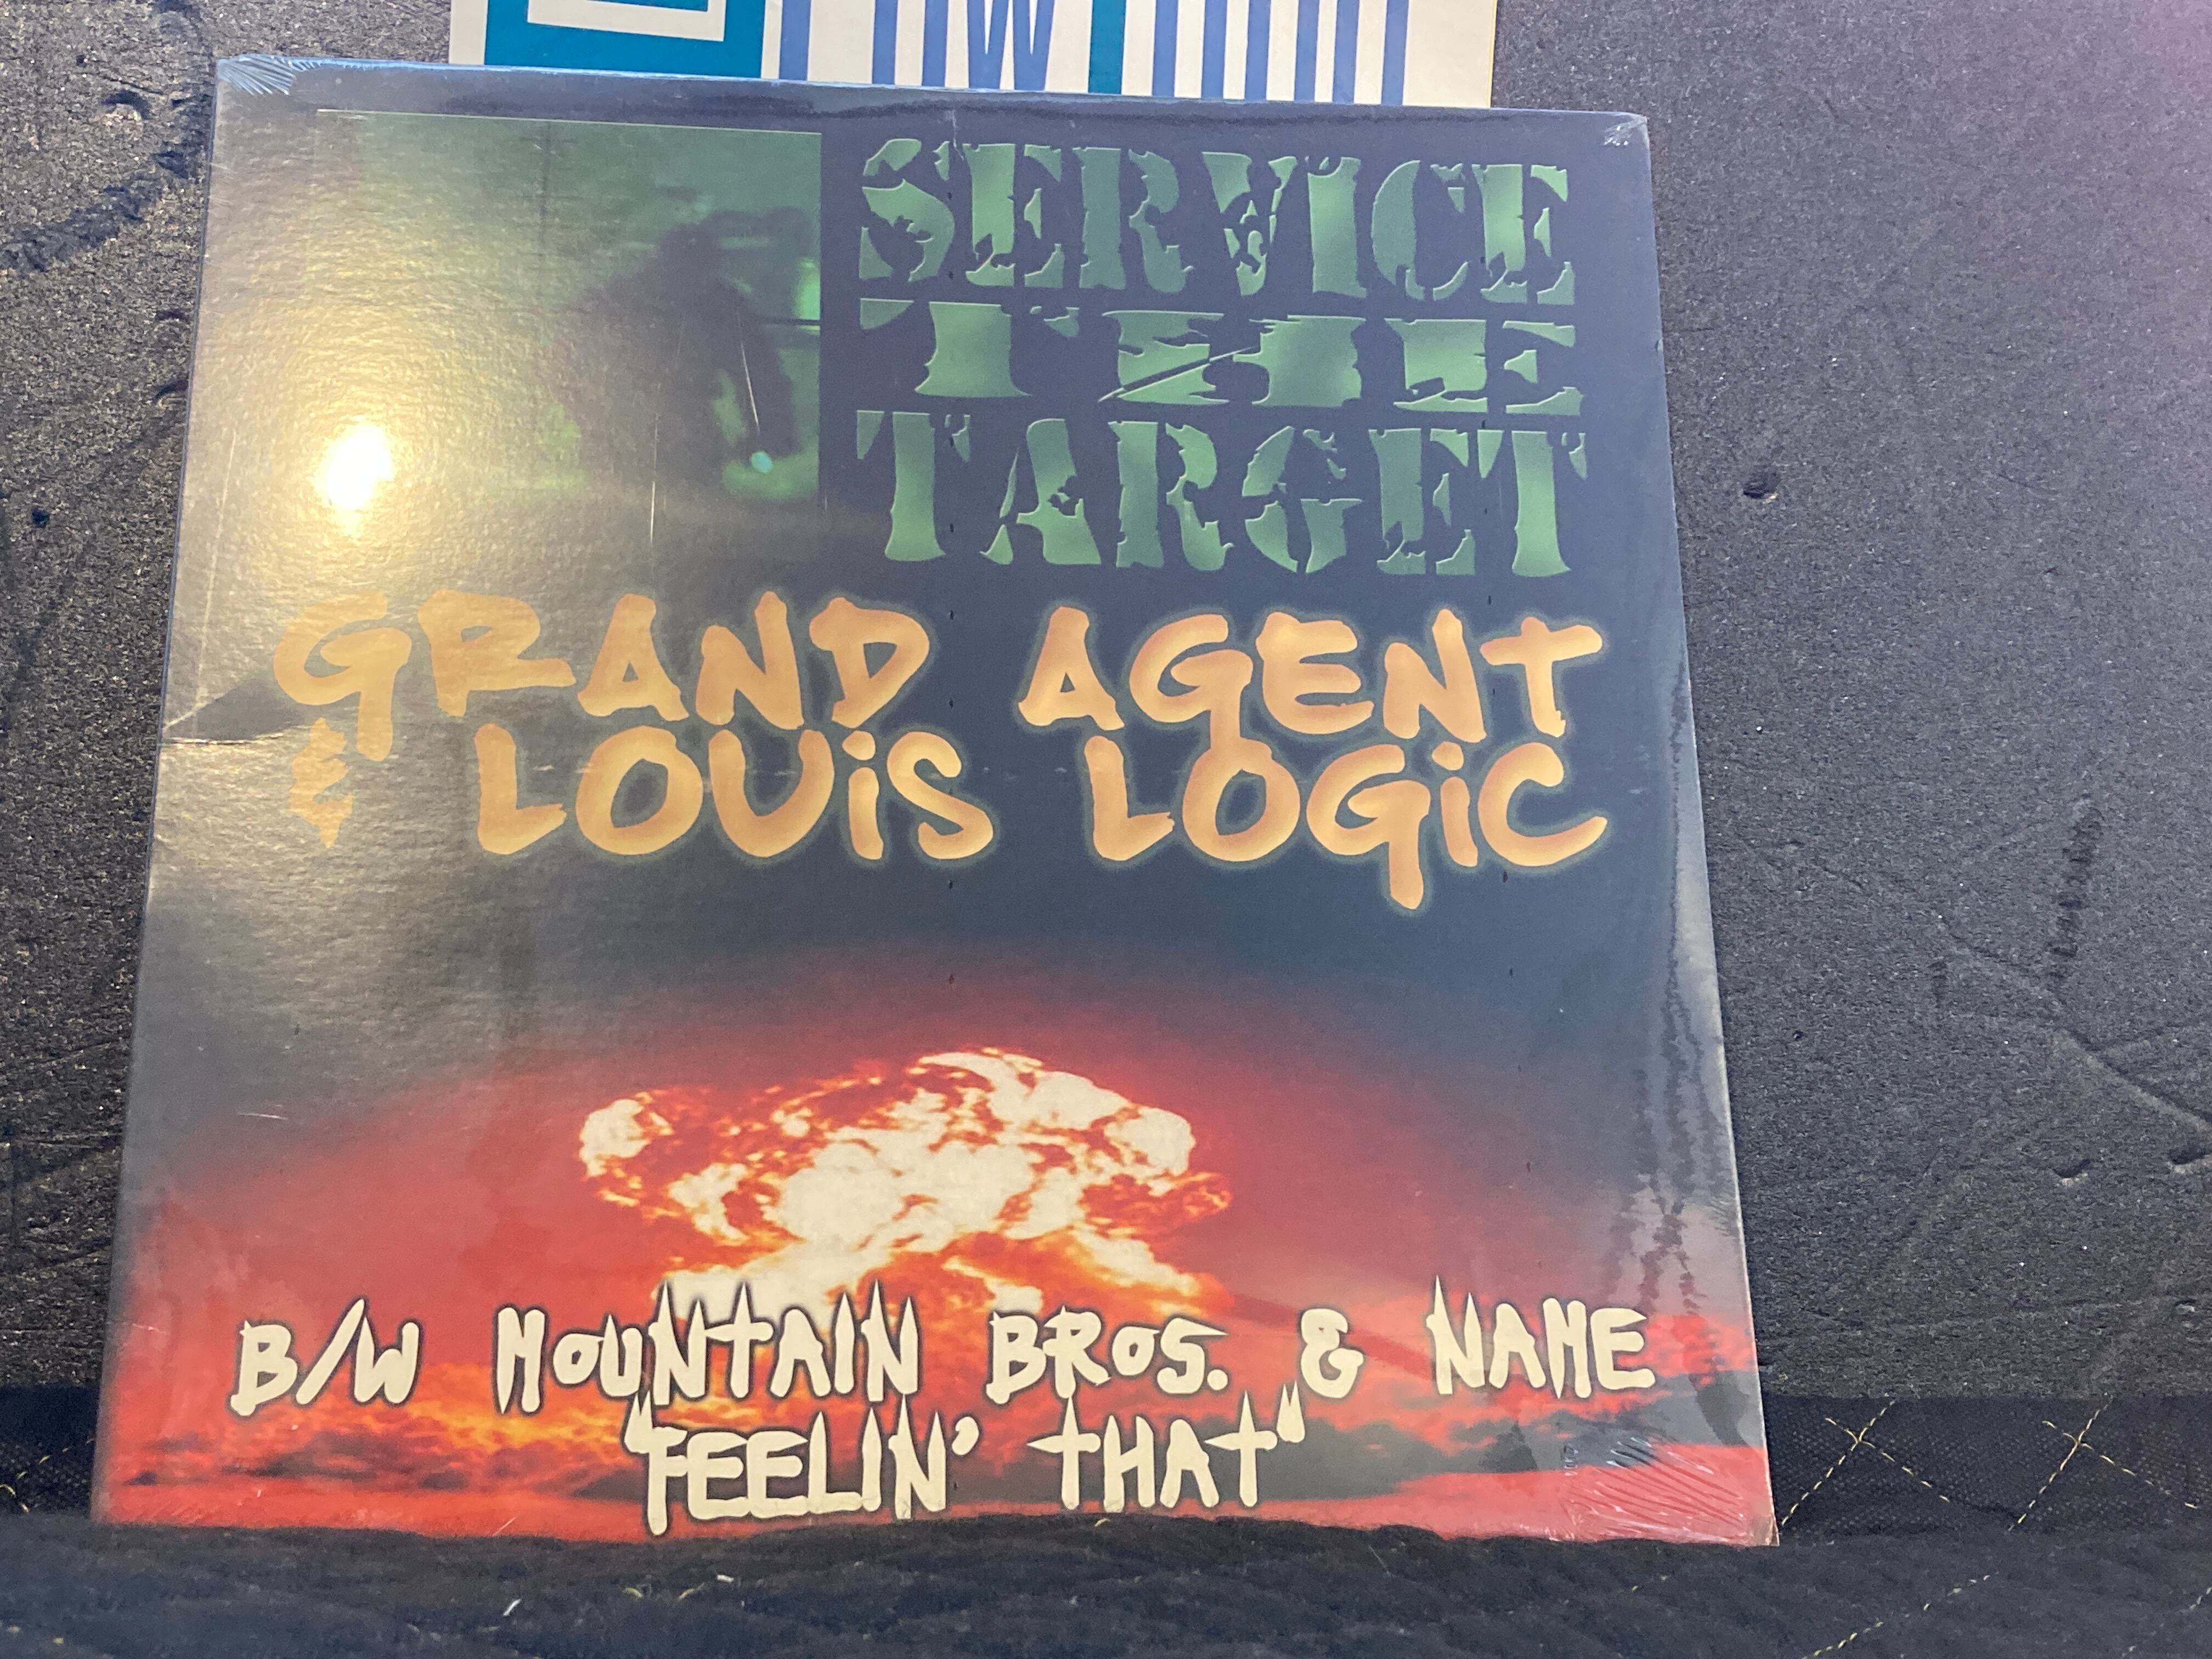 SERVICE
THE
TARGET
GRAND AGENT
& LOUiS LOGiC
B/W MOUNTAIN BROS. & NAME
"FEELIN' THAT"